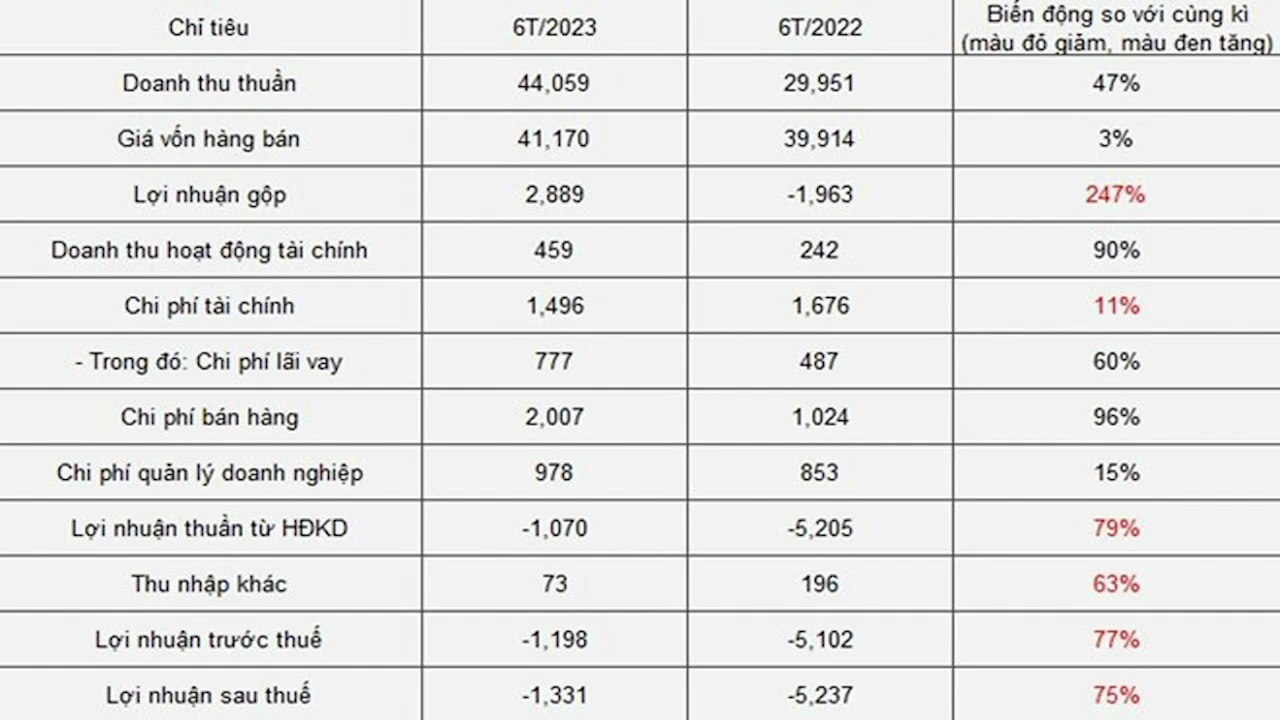 Chỉ tiêu 6T/2023 6T/2022 Biến động so với cùng kì
(màu đỏ giảm, màu đen tăng)
Doanh thu thuần 44,059 29,951 47%
Giá vốn hàng bán 41,170 39,914 3%
Lợi nhuận gộp 2,889 -1,963 247%
Doanh thu hoạt động tài chính 459 242 90%
Chi phí tài chính 1,496 1,676 11%
- Trong đó: Chi phí lãi vay 777 487 60%
Chi phí bán hàng 2,007 1,024 96%
Chi phí quản lý doanh nghiệp 978 853 15%
Lợi nhuận thuần từ HĐKD -1,070 -5,205 79%
Thu nhập khác 73 196 63%
Lợi nhuận trước thuế -1,198 -5,102 77%
Lợi nhuận sau thuế -1,331 -5,237 75%